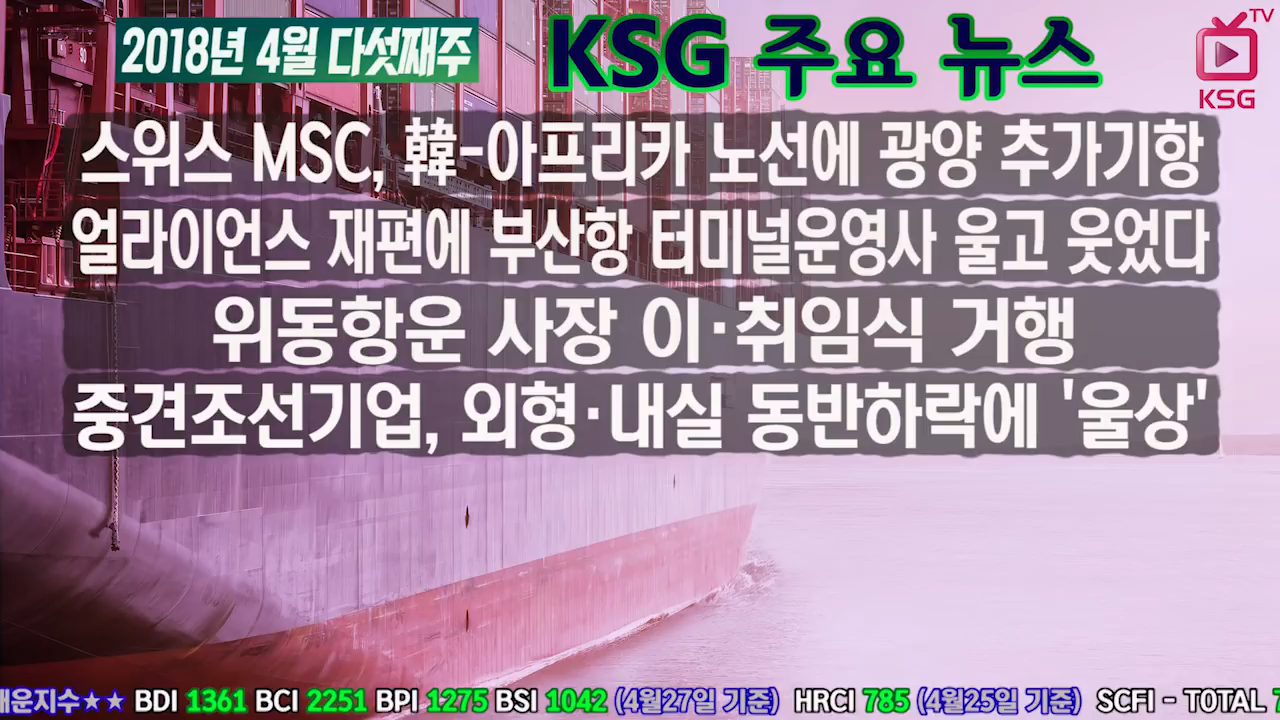 2018년 4월 다섯째주
KSG 주요 뉴스
TV
KSG
스위스 MSC, 韓-아프리카 노선에 광양 추가기항
얼라이언스 재편에 부산항 터미널운영사 울고 웃었다
위동항운 사장 이·취임식 거행
중견조선기업, 외형·내실 동반하락에 '울상'
해운지수★★ BDI 1361 BCI 2251 BPI 1275 BSI 1042 (4월27일 기준) HRCI 785 (4월25일 기준) SCFI - TOTAL